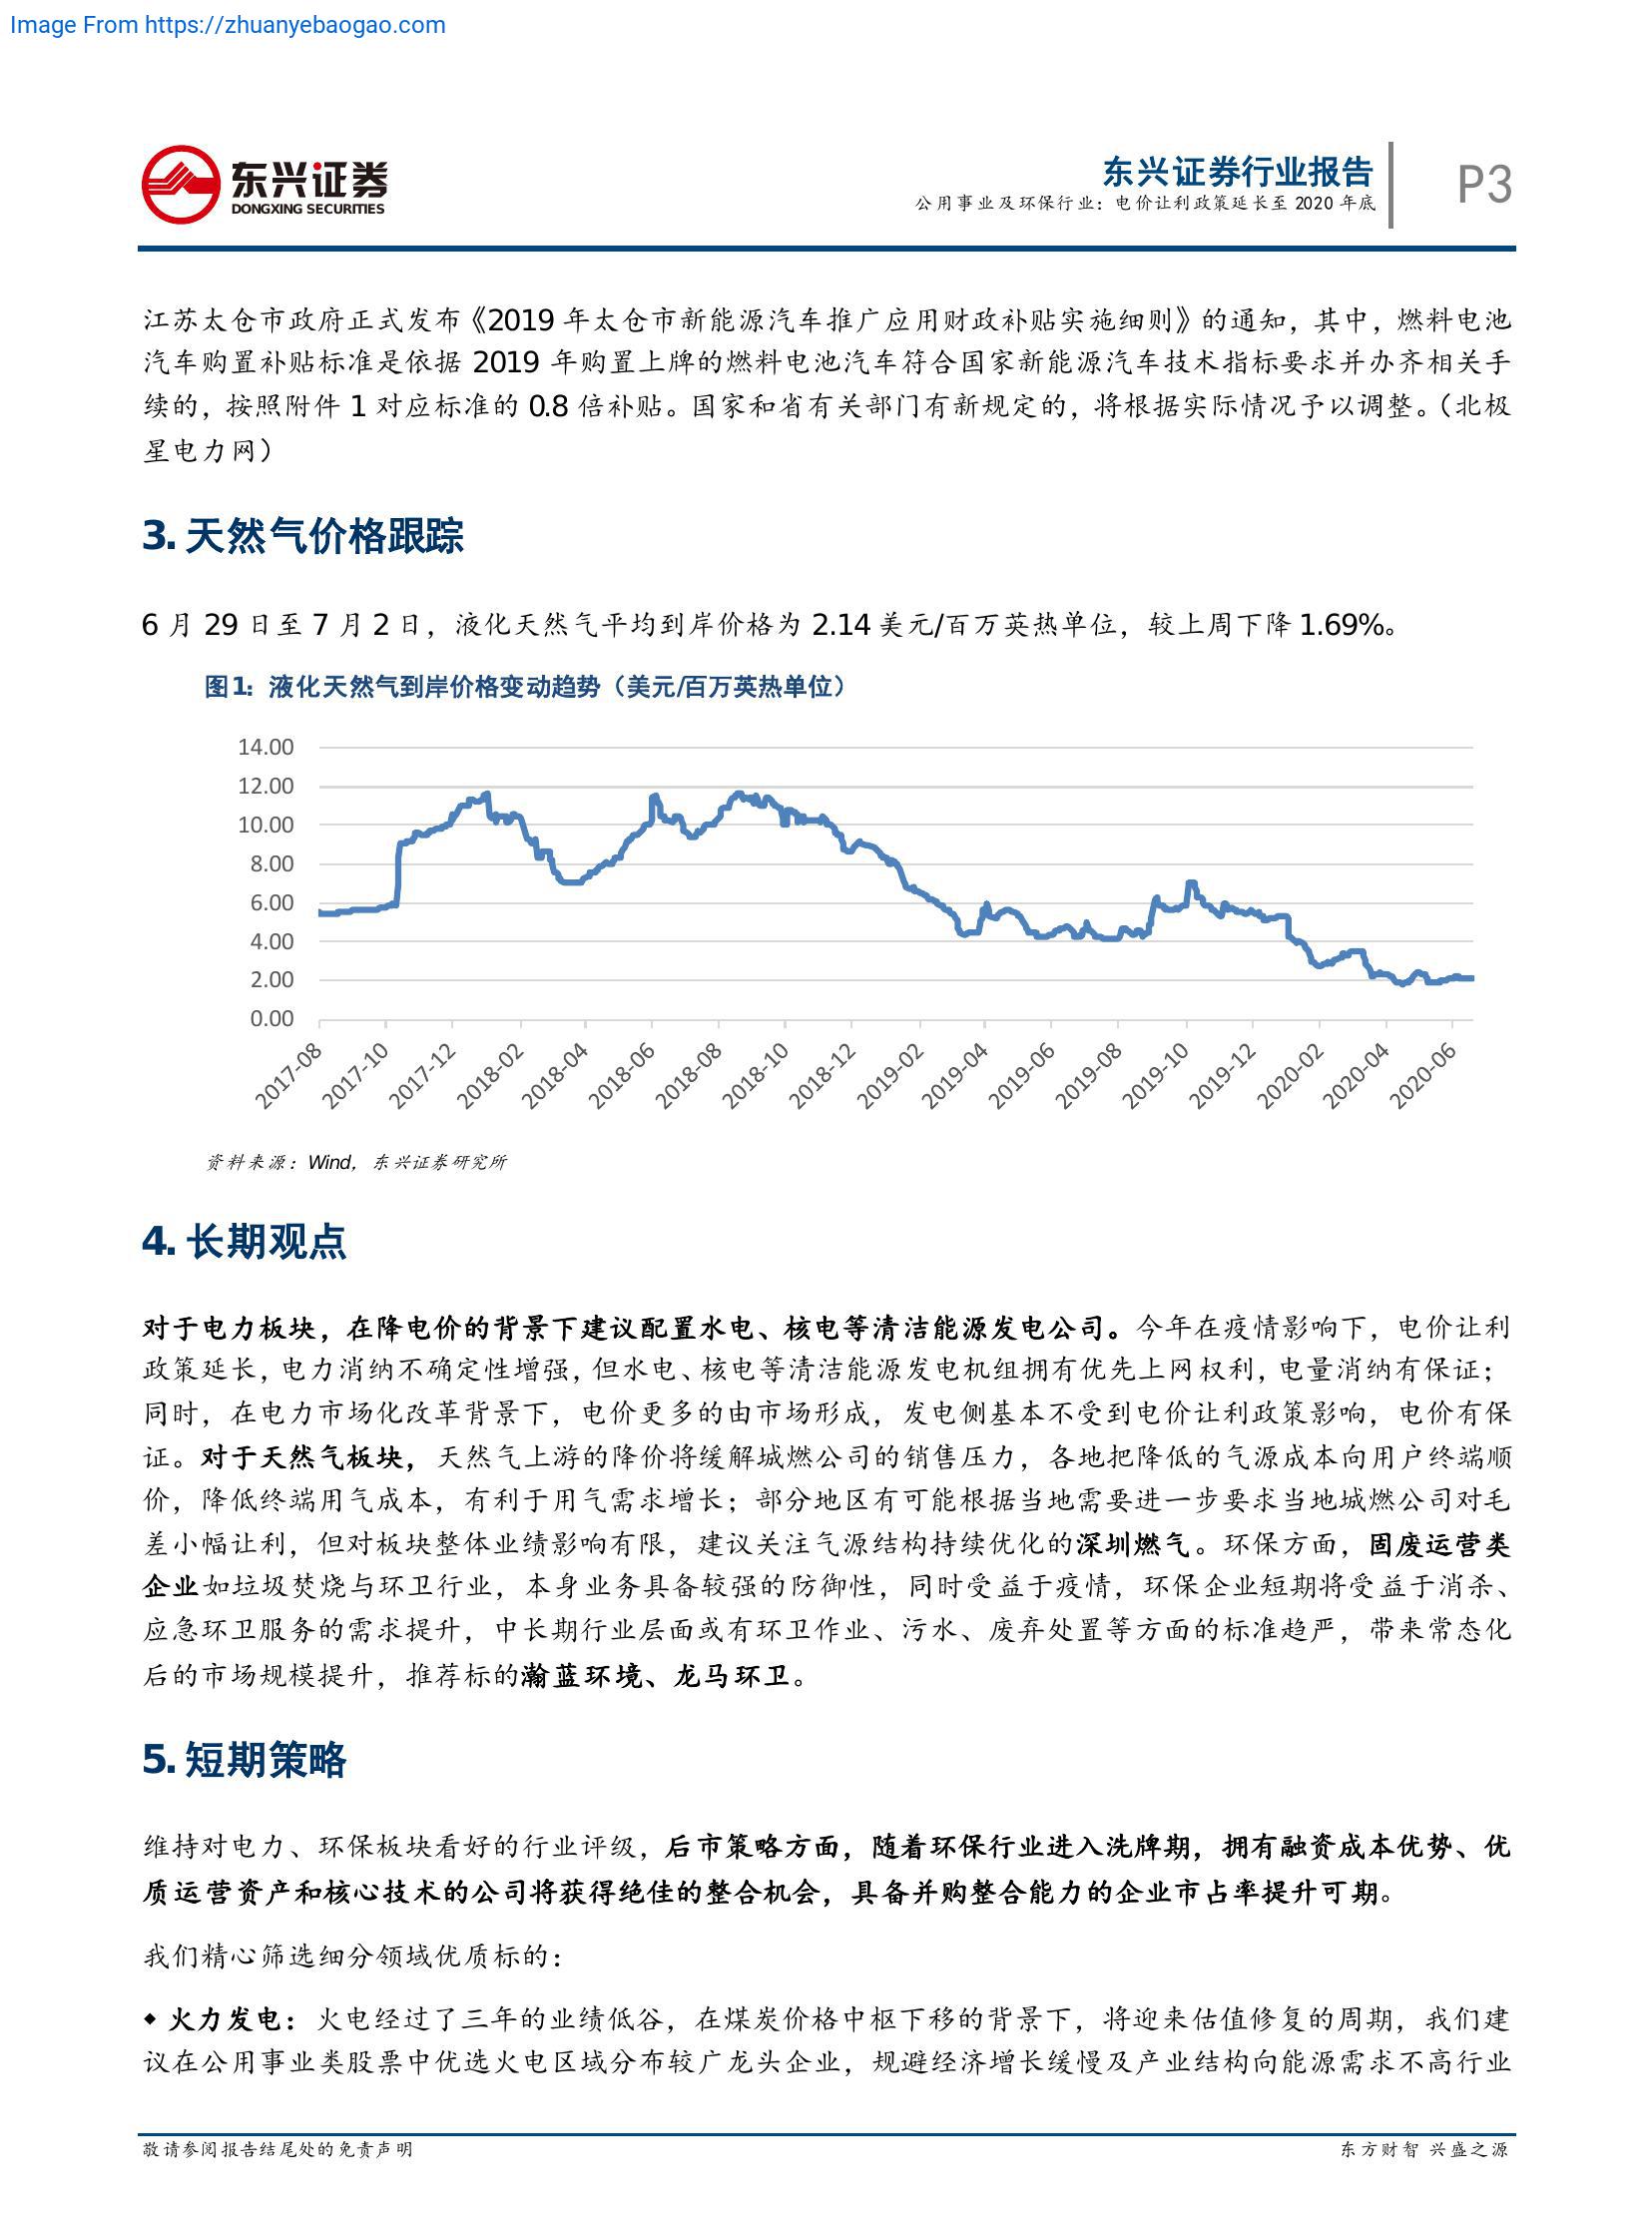 Image From https://zhuanyebaogao.com
东兴证券
DONGXING SECURITIES
东兴证券行业报告
公用事业及环保行业：电价让利政策延长至 2020 年底
P3
江苏太仓市政府正式发布《2019 年太仓市新能源汽车推广应用财政补贴实施细则》的通知，其中，燃料电池
汽车购置补贴标准是依据 2019 年购置上牌的燃料电池汽车符合国家新能源汽车技术指标要求并办齐相关手
续的，按照附件 1 对应标准的 0.8 倍补贴。国家和省有关部门有新规定的，将根据实际情况予以调整。（北极
星电力网）
3. 天然气价格跟踪
6 月 29 日至 7 月 2 日，液化天然气平均到岸价格为 2.14 美元/百万英热单位，较上周下降 1.69%。
图1：液化天然气到岸价格变动趋势（美元/百万英热单位）
14.00
12.00
10.00
8.00
6.00
4.00
2.00
0.00
2017-08
2017-10
2017-12
2018-02
2018-04
2018-06
2018-08
2018-10
2018-12
2019-02
2019-04
2019-06
2019-08
2019-10
2019-12
2020-02
2020-04
2020-06
资料来源：Wind，东兴证券研究所
4. 长期观点
对于电力板块，在降电价的背景下建议配置水电、核电等清洁能源发电公司。今年在疫情影响下，电价让利
政策延长，电力消纳不确定性增强，但水电、核电等清洁能源发电机组拥有优先上网权利，电量消纳有保证；
同时，在电力市场化改革背景下，电价更多的由市场形成，发电侧基本不受到电价让利政策影响，电价有保
证。对于天然气板块，天然气上游的降价将缓解城燃公司的销售压力，各地把降低的气源成本向用户终端顺
价，降低终端用气成本，有利于用气需求增长；部分地区有可能根据当地需要进一步要求当地城燃公司对毛
差小幅让利，但对板块整体业绩影响有限，建议关注气源结构持续优化的深圳燃气。环保方面，固废运营类
企业如垃圾焚烧与环卫行业，本身业务具备较强的防御性，同时受益于疫情，环保企业短期将受益于消杀、
应急环卫服务的需求提升，中长期行业层面或有环卫作业、污水、废弃处置等方面的标准趋严，带来常态化
后的市场规模提升，推荐标的瀚蓝环境、龙马环卫。
5. 短期策略
维持对电力、环保板块看好的行业评级，后市策略方面，随着环保行业进入洗牌期，拥有融资成本优势、优
质运营资产和核心技术的公司将获得绝佳的整合机会，具备并购整合能力的企业市占率提升可期。
我们精心筛选细分领域优质标的：
◆ 火力发电：火电经过了三年的业绩低谷，在煤炭价格中枢下移的背景下，将迎来估值修复的周期，我们建
议在公用事业类股票中优选火电区域分布较广龙头企业，规避经济增长缓慢及产业结构向能源需求不高行业
敬请参阅报告结尾处的免责声明
东方财智 兴盛之源